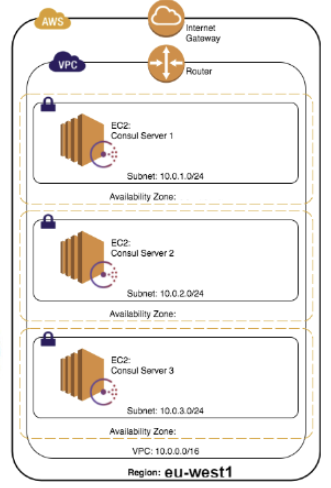 AWS
Internet
Gateway
VPC
Router
EC2:
Consul Server 1
Subnet: 10.0.1.0/24
Availability Zone:
EC2:
Consul Server 2
Subnet: 10.0.2.0/24
Availability Zone:
EC2:
Consul Server 3
Subnet: 10.0.3.0/24
Availability Zone:
VPC: 10.0.0.0/16
Region: eu-west1